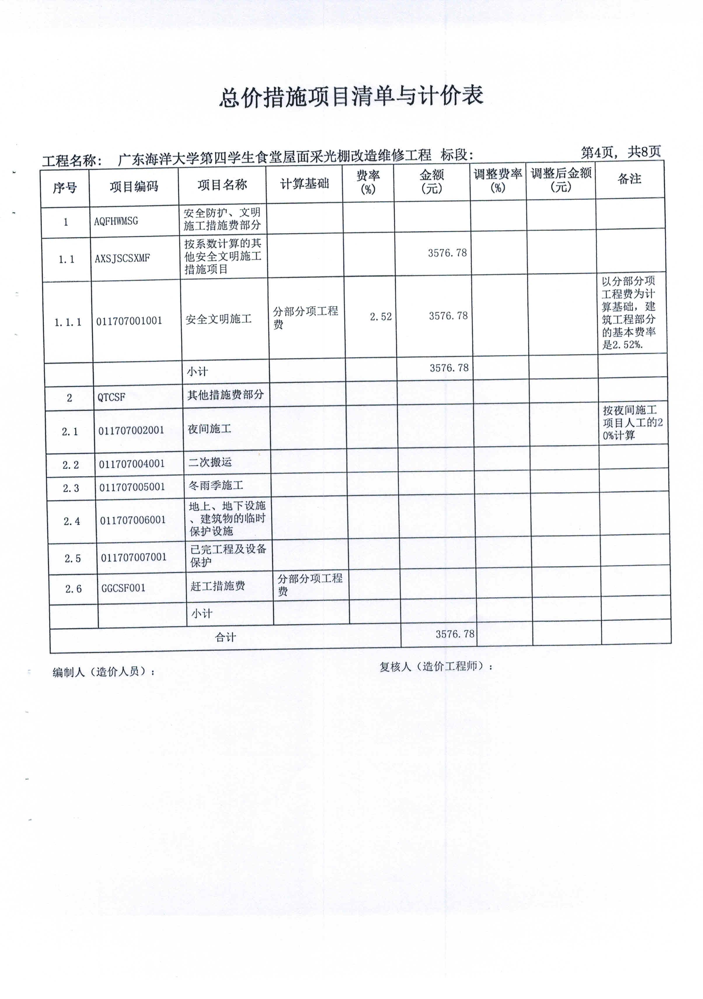 总价措施项目清单与计价表
工程名称： 广东海洋大学第四学生食堂屋面采光棚改造维修工程 标段： 第4页，共8页
序号 项目编码 项目名称 计算基础 费率(%) 金额(元) 调整费率(%) 调整后金额(元) 备注
1 AQFHWMSG 安全防护、文明施工措施费部分
1.1 AXSJSCSXMF 按系数计算的其他安全文明施工措施项目 3576.78
1.1.1 011707001001 安全文明施工 分部分项工程费 2.52 3576.78 以分部分项工程费为计算基础，建筑工程部分的基本费率是2.52%.
小计 3576.78
2 QTCSF 其他措施费部分
2.1 011707002001 夜间施工 按夜间施工项目人工的20%计算
2.2 011707004001 二次搬运
2.3 011707005001 冬雨季施工
2.4 011707006001 地上、地下设施、建筑物的临时保护设施
2.5 011707007001 已完工程及设备保护
2.6 GGCSF001 赶工措施费 分部分项工程费
小计
合计 3576.78
编制人（造价人员）： 复核人（造价工程师）：